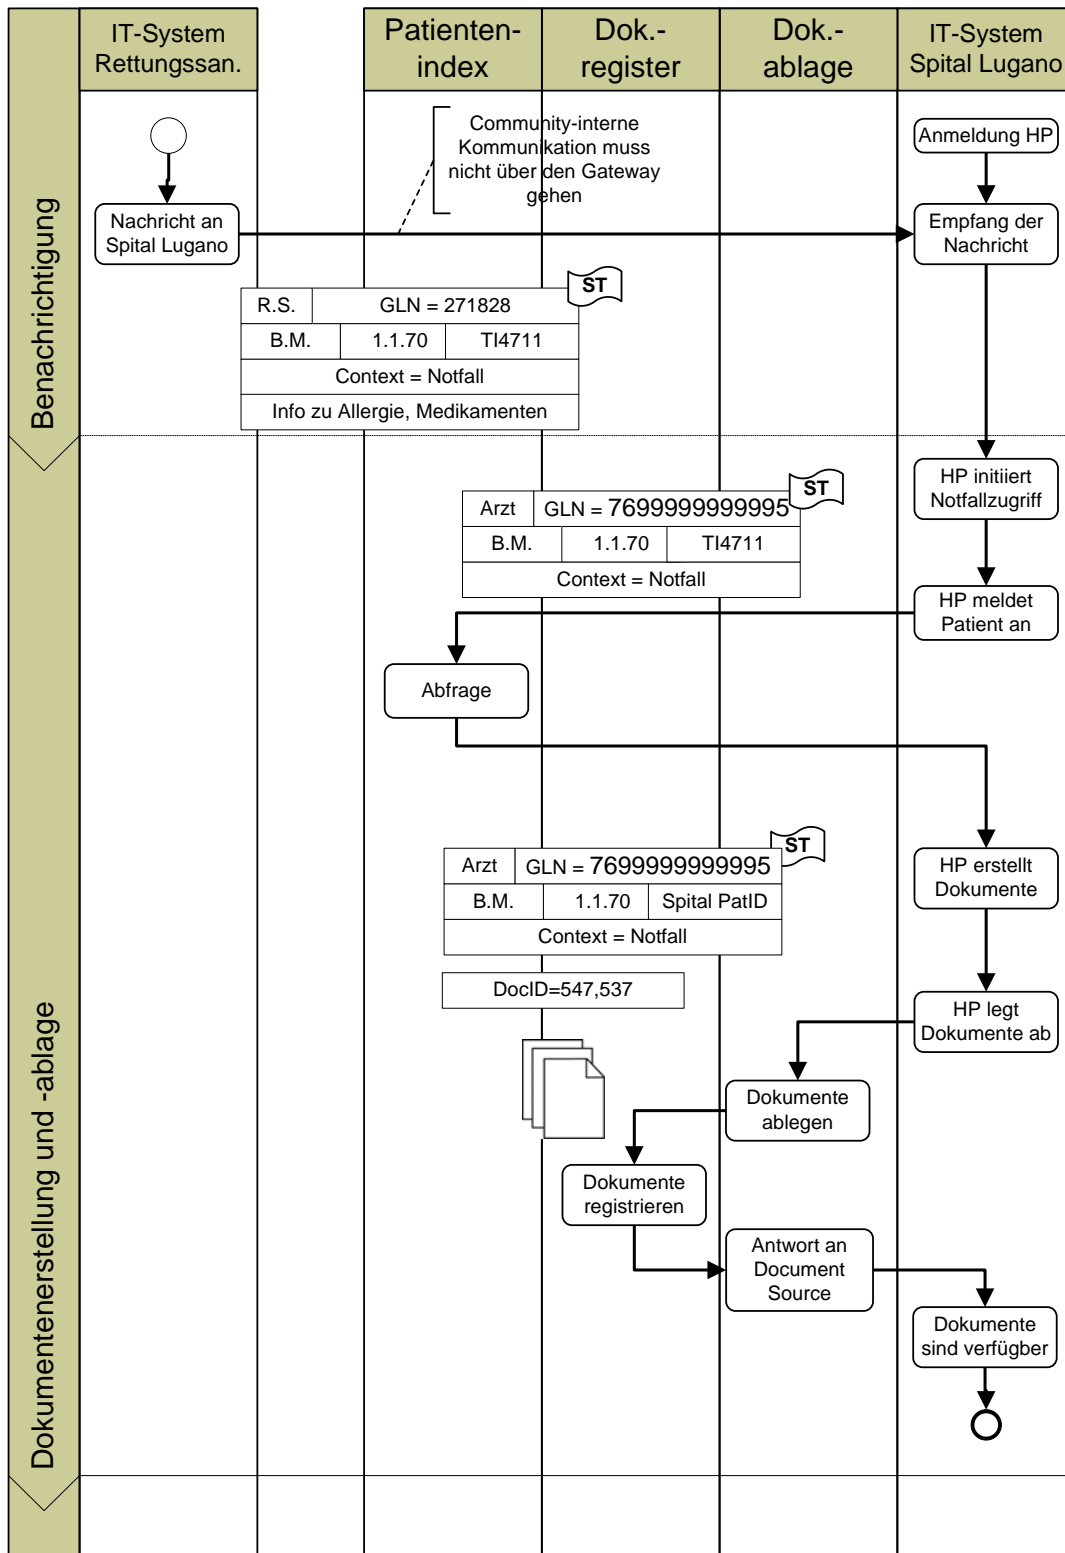 IT-System
Rettungssan.
Patienten-
index
Dok.-
register
Dok.-
ablage
IT-System
Spital Lugano
Benachrichtigung
Community-interne
Kommunikation muss
nicht über den Gateway
gehen
Anmeldung HP
Nachricht an
Spital Lugano
Empfang der
Nachricht
ST
R.S.
GLN = 271828
B.M.
1.1.70
TI4711
Context = Notfall
Info zu Allergie, Medikamenten
Dokumentenerstellung und -ablage
HP initiiert
Notfallzugriff
ST
Arzt
GLN = 7699999999995
B.M.
1.1.70
TI4711
Context = Notfall
HP meldet
Patient an
Abfrage
ST
Arzt
GLN = 7699999999995
B.M.
1.1.70
Spital PatID
Context = Notfall
HP erstellt
Dokumente
DocID=547,537
HP legt
Dokumente ab
Dokumente
ablegen
Dokumente
registrieren
Antwort an
Document
Source
Dokumente
sind verfügber